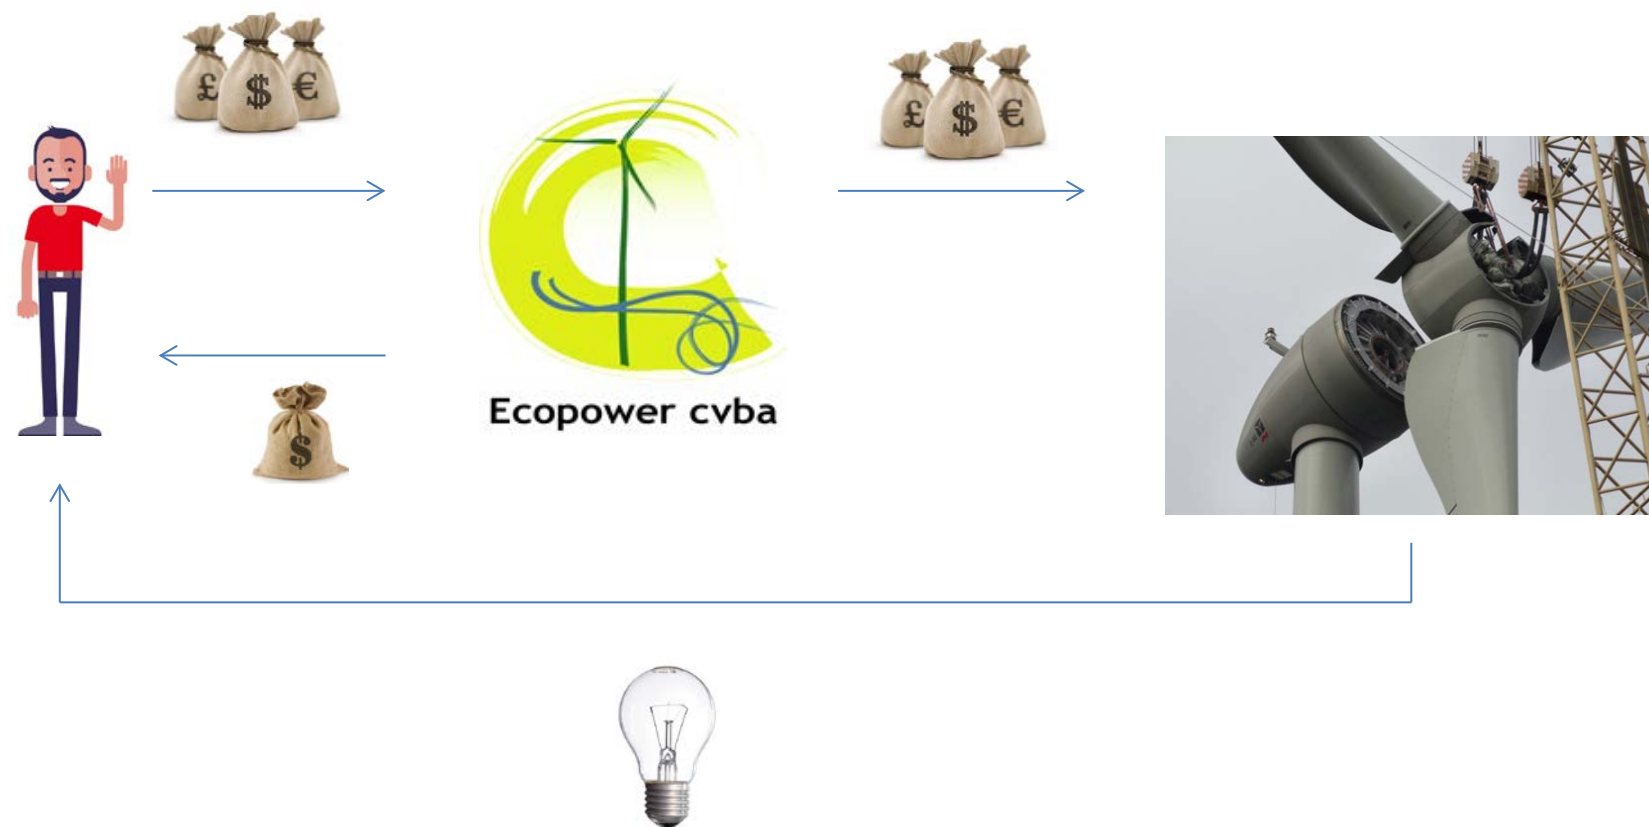 £ $ €
£ $ €
Ecopower cvba
$